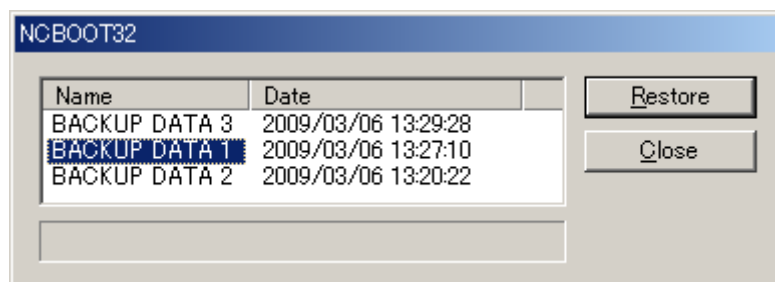 NCBOOT32
Name Date
BACKUP DATA 3 2009/03/06 13:29:28
BACKUP DATA 1 2009/03/06 13:27:10
BACKUP DATA 2 2009/03/06 13:20:22
Restore
Close